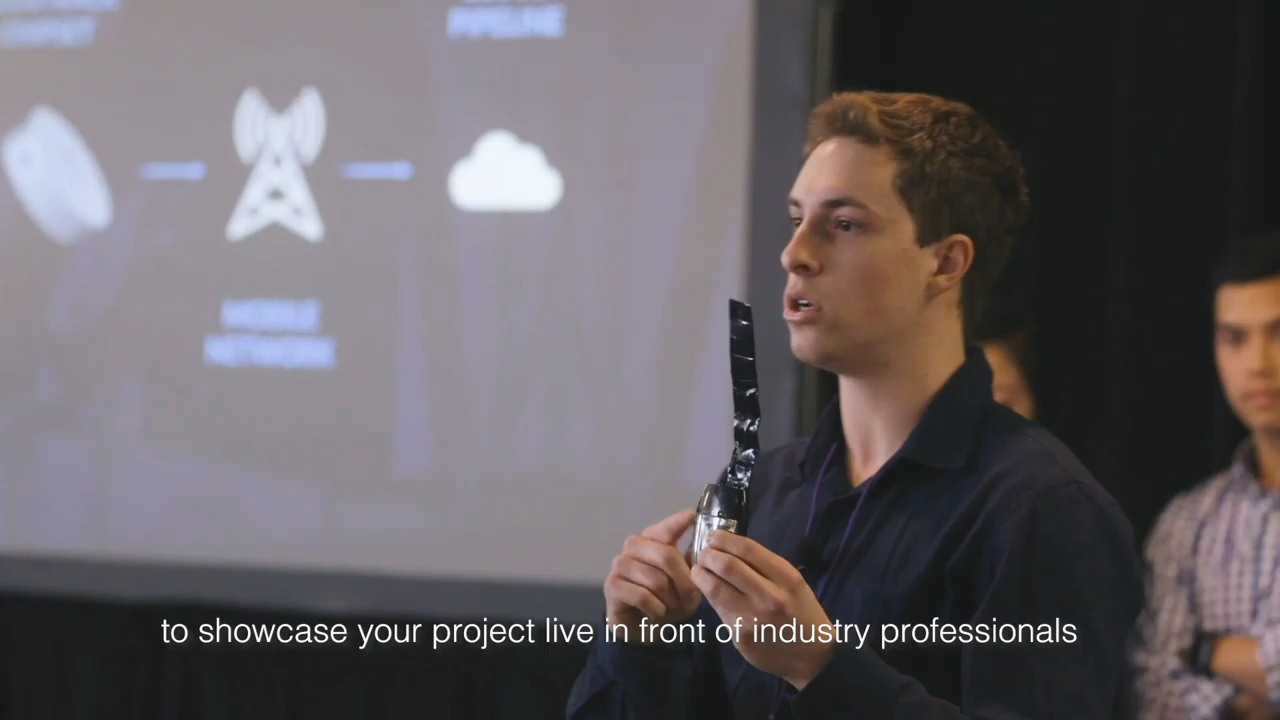 PIPELINE
MOBILE
NETWORK
to showcase your project live in front of industry professionals